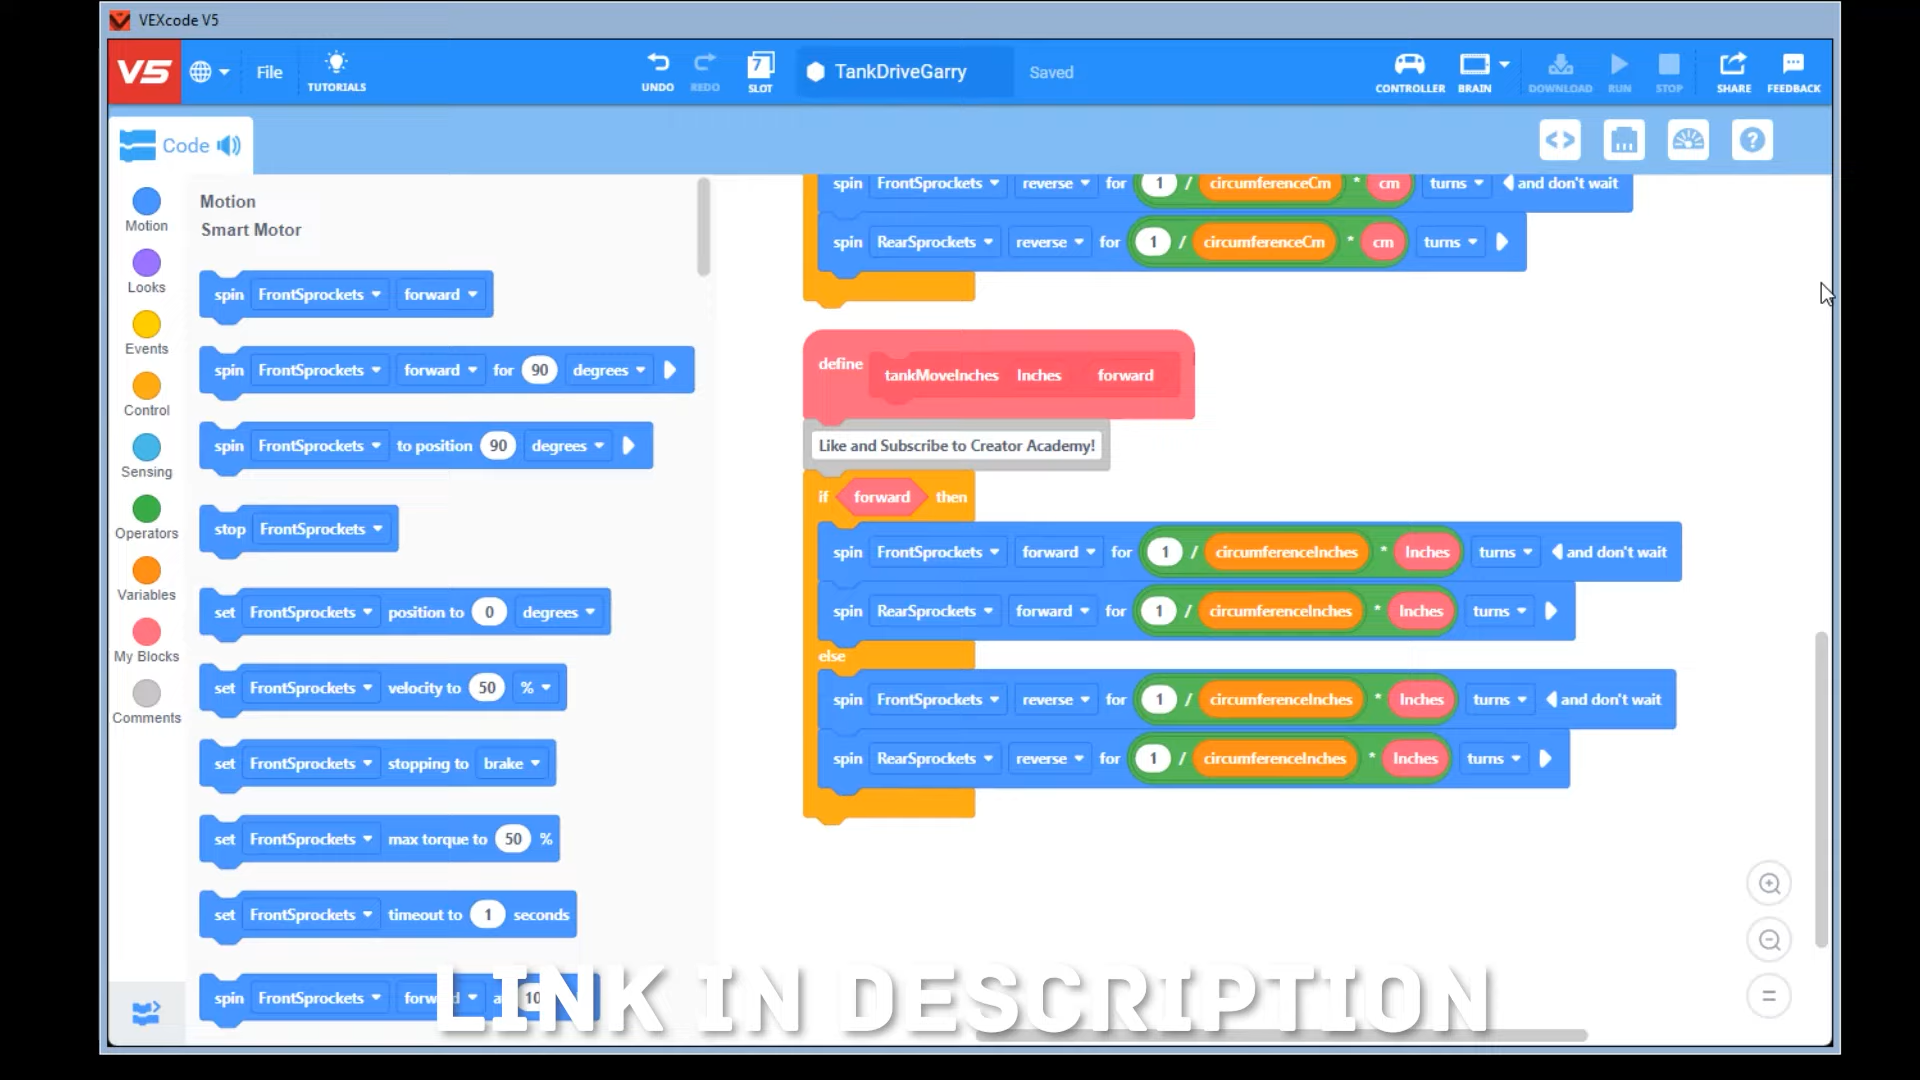 VEXcode V5
V5
File
TUTORIALS
UNDO
REDO
7
SLOT
TankDriveGarry
Saved
CONTROLLER
BRAIN
DOWNLOAD
RUN
STOP
SHARE
FEEDBACK
Code
Motion
Looks
Events
Control
Sensing
Operators
Variables
My Blocks
Comments
Motion
Smart Motor
spin FrontSprockets forward
spin FrontSprockets forward for 90 degrees
spin FrontSprockets to position 90 degrees
stop FrontSprockets
set FrontSprockets position to 0 degrees
set FrontSprockets velocity to 50 %
set FrontSprockets stopping to brake
set FrontSprockets max torque to 50 %
set FrontSprockets timeout to 1 seconds
spin FrontSprockets
spin FrontSprockets reverse for 1 / circumferenceCm * cm turns and don't wait
spin RearSprockets reverse for 1 / circumferenceCm * cm turns
define tankMoveInches Inches forward
Like and Subscribe to Creator Academy!
if forward then
spin FrontSprockets forward for 1 / circumferenceInches * Inches turns and don't wait
spin RearSprockets forward for 1 / circumferenceInches * Inches turns
else
spin FrontSprockets reverse for 1 / circumferenceInches * Inches turns and don't wait
spin RearSprockets reverse for 1 / circumferenceInches * Inches turns
LINK IN DESCRIPTION